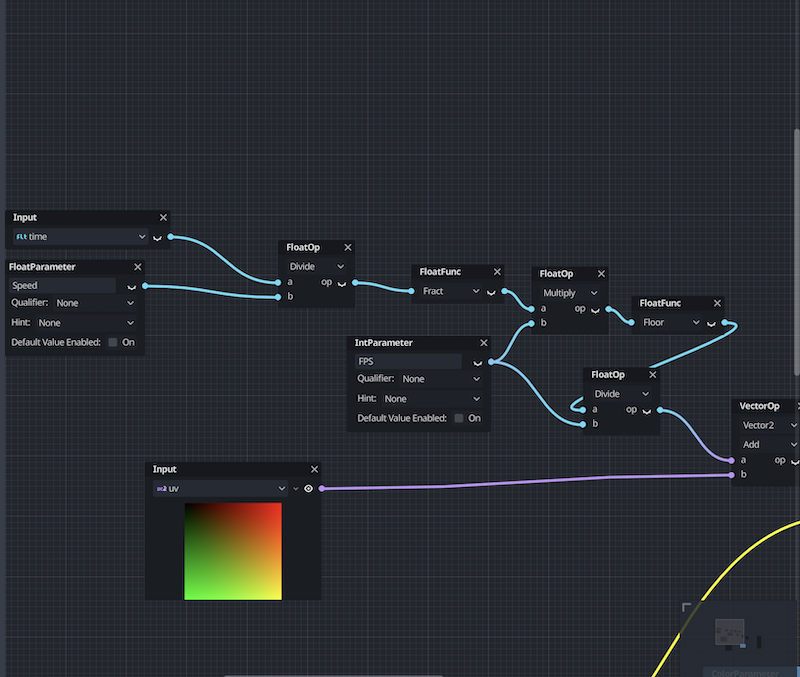 Input
Flt time
FloatParameter
Speed
Qualifier: None
Hint: None
Default Value Enabled: On
FloatOp
Divide
a op
b
FloatFunc
Fract
FloatOp
Multiply
a op
b
FloatFunc
Floor
IntParameter
FPS
Qualifier: None
Hint: None
Default Value Enabled: On
FloatOp
Divide
a op
b
VectorOp
Vector2
Add
a op
b
Input
uv
ColorParameter